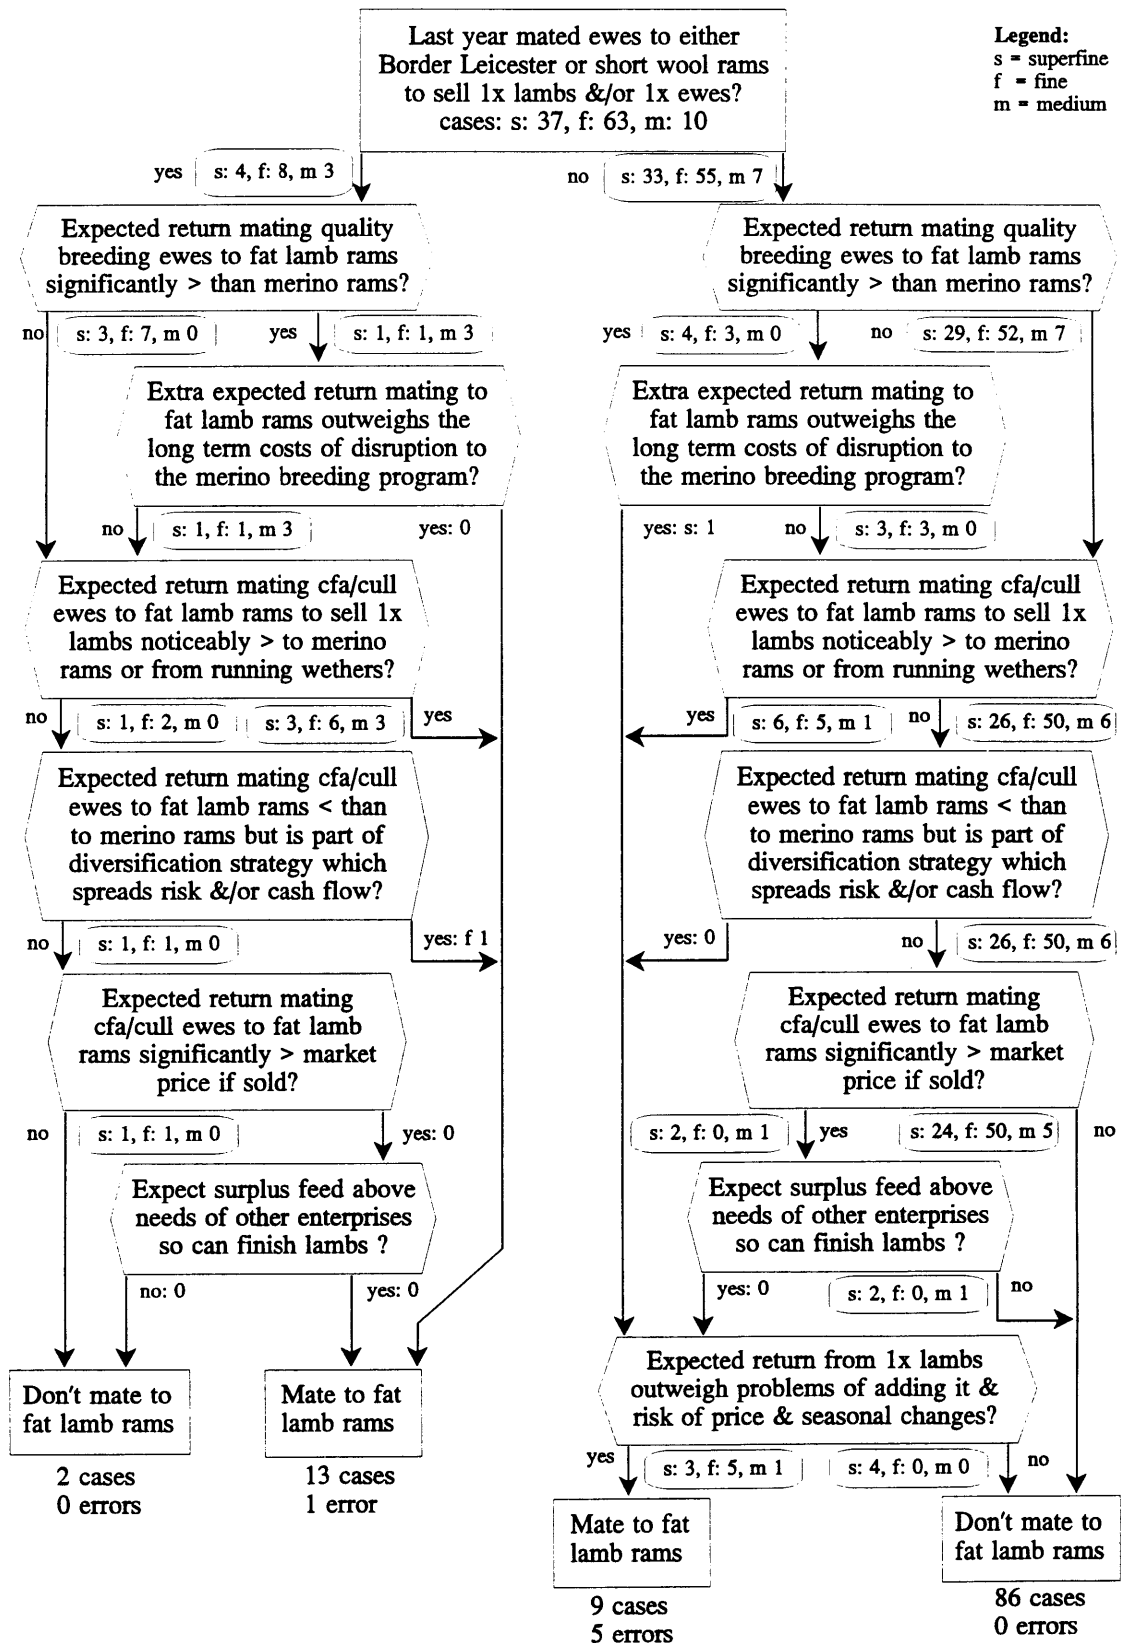 Last year mated ewes to either
Border Leicester or short wool rams
to sell 1x lambs &/or 1x ewes?
cases: s: 37, f: 63, m: 10
Legend:
s = superfine
f = fine
m = medium
yes
s: 4, f: 8, m 3
no
s: 33, f: 55, m 7
Expected return mating quality
breeding ewes to fat lamb rams
significantly > than merino rams?
Expected return mating quality
breeding ewes to fat lamb rams
significantly > than merino rams?
no
s: 3, f: 7, m 0
yes
s: 1, f: 1, m 3
yes
s: 4, f: 3, m 0
no
s: 29, f: 52, m 7
Extra expected return mating to
fat lamb rams outweighs the
long term costs of disruption to
the merino breeding program?
Extra expected return mating to
fat lamb rams outweighs the
long term costs of disruption to
the merino breeding program?
no
s: 1, f: 1, m 3
yes: 0
yes: s: 1
no
s: 3, f: 3, m 0
Expected return mating cfa/cull
ewes to fat lamb rams to sell 1x
lambs noticeably > to merino
rams or from running wethers?
Expected return mating cfa/cull
ewes to fat lamb rams to sell 1x
lambs noticeably > to merino
rams or from running wethers?
no
s: 1, f: 2, m 0
s: 3, f: 6, m 3
yes
yes
s: 6, f: 5, m 1
no
s: 26, f: 50, m 6
Expected return mating cfa/cull
ewes to fat lamb rams < than
to merino rams but is part of
diversification strategy which
spreads risk &/or cash flow?
Expected return mating cfa/cull
ewes to fat lamb rams < than
to merino rams but is part of
diversification strategy which
spreads risk &/or cash flow?
no
s: 1, f: 1, m 0
yes: f 1
yes: 0
no
s: 26, f: 50, m 6
Expected return mating
cfa/cull ewes to fat lamb
rams significantly > market
price if sold?
Expected return mating
cfa/cull ewes to fat lamb
rams significantly > market
price if sold?
no
s: 1, f: 1, m 0
yes: 0
s: 2, f: 0, m 1
yes
s: 24, f: 50, m 5
no
Expect surplus feed above
needs of other enterprises
so can finish lambs ?
Expect surplus feed above
needs of other enterprises
so can finish lambs ?
no: 0
yes: 0
yes: 0
s: 2, f: 0, m 1
no
Expected return from 1x lambs
outweigh problems of adding it &
risk of price & seasonal changes?
Don't mate to
fat lamb rams
2 cases
0 errors
Mate to fat
lamb rams
13 cases
1 error
yes
s: 3, f: 5, m 1
s: 4, f: 0, m 0
no
Mate to fat
lamb rams
9 cases
5 errors
Don't mate to
fat lamb rams
86 cases
0 errors